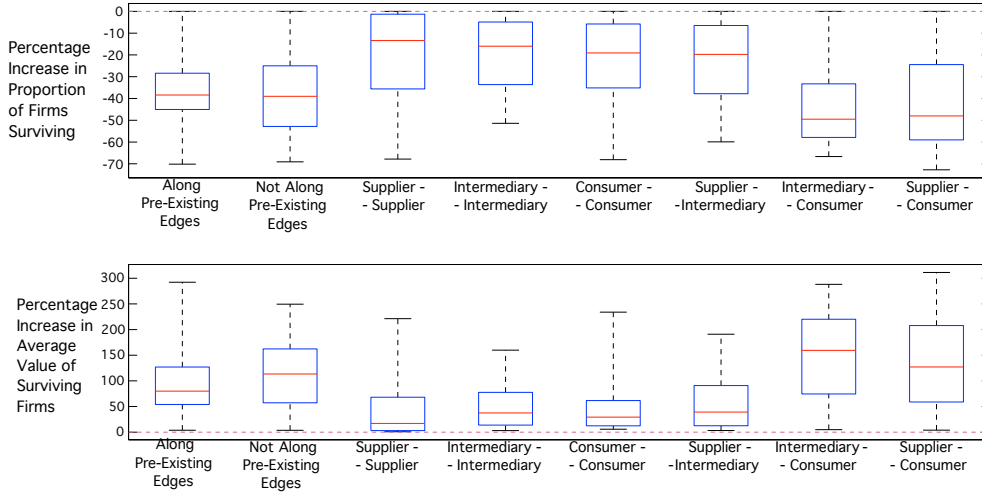 Percentage
Increase in
Proportion
of Firms
Surviving
0
-10
-20
-30
-40
-50
-60
-70
Along
Pre-Existing
Edges
Not Along
Pre-Existing
Edges
Supplier -
- Supplier
Intermediary -
- Intermediary
Consumer -
- Consumer
Supplier -
-Intermediary
Intermediary-
- Consumer
Supplier -
- Consumer
Percentage
Increase in
Average
Value of
Surviving
Firms
300
250
200
150
100
50
0
Along
Pre-Existing
Edges
Not Along
Pre-Existing
Edges
Supplier -
- Supplier
Intermediary -
- Intermediary
Consumer -
- Consumer
Supplier -
-Intermediary
Intermediary -
- Consumer
Supplier -
- Consumer